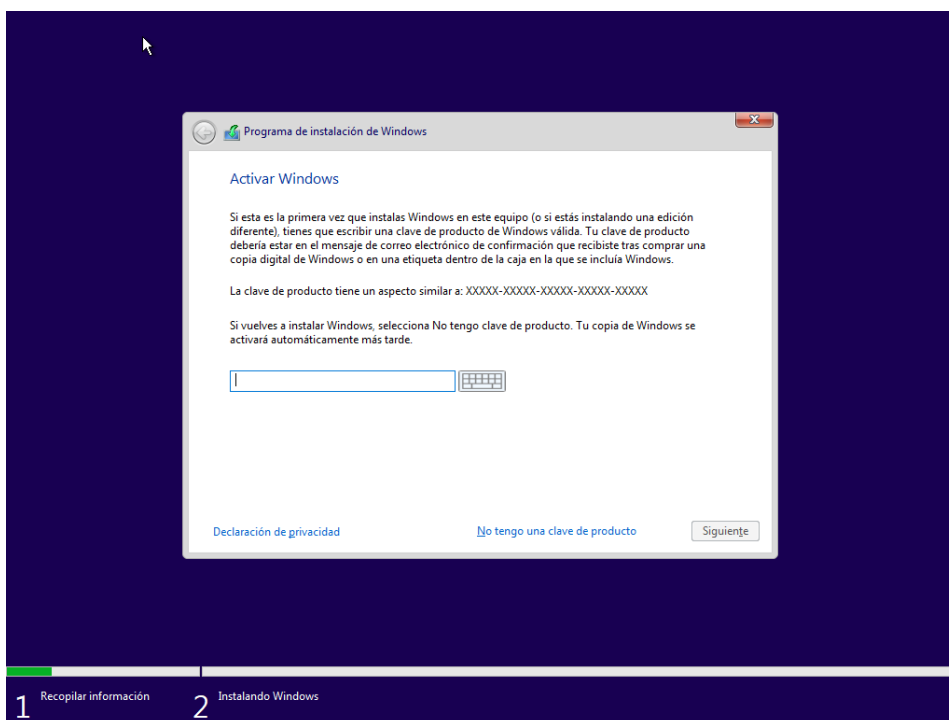 Programa de instalación de Windows
Activar Windows
Si esta es la primera vez que instalas Windows en este equipo (o si estás instalando una edición
diferente), tienes que escribir una clave de producto de Windows válida. Tu clave de producto
debería estar en el mensaje de correo electrónico de confirmación que recibiste tras comprar una
copia digital de Windows o en una etiqueta dentro de la caja en la que se incluía Windows.
La clave de producto tiene un aspecto similar a: XXXXX-XXXXX-XXXXX-XXXXX-XXXXX
Si vuelves a instalar Windows, selecciona No tengo clave de producto. Tu copia de Windows se
activará automáticamente más tarde.
Declaración de privacidad
No tengo una clave de producto
Siguiente
1 Recopilar información
2 Instalando Windows